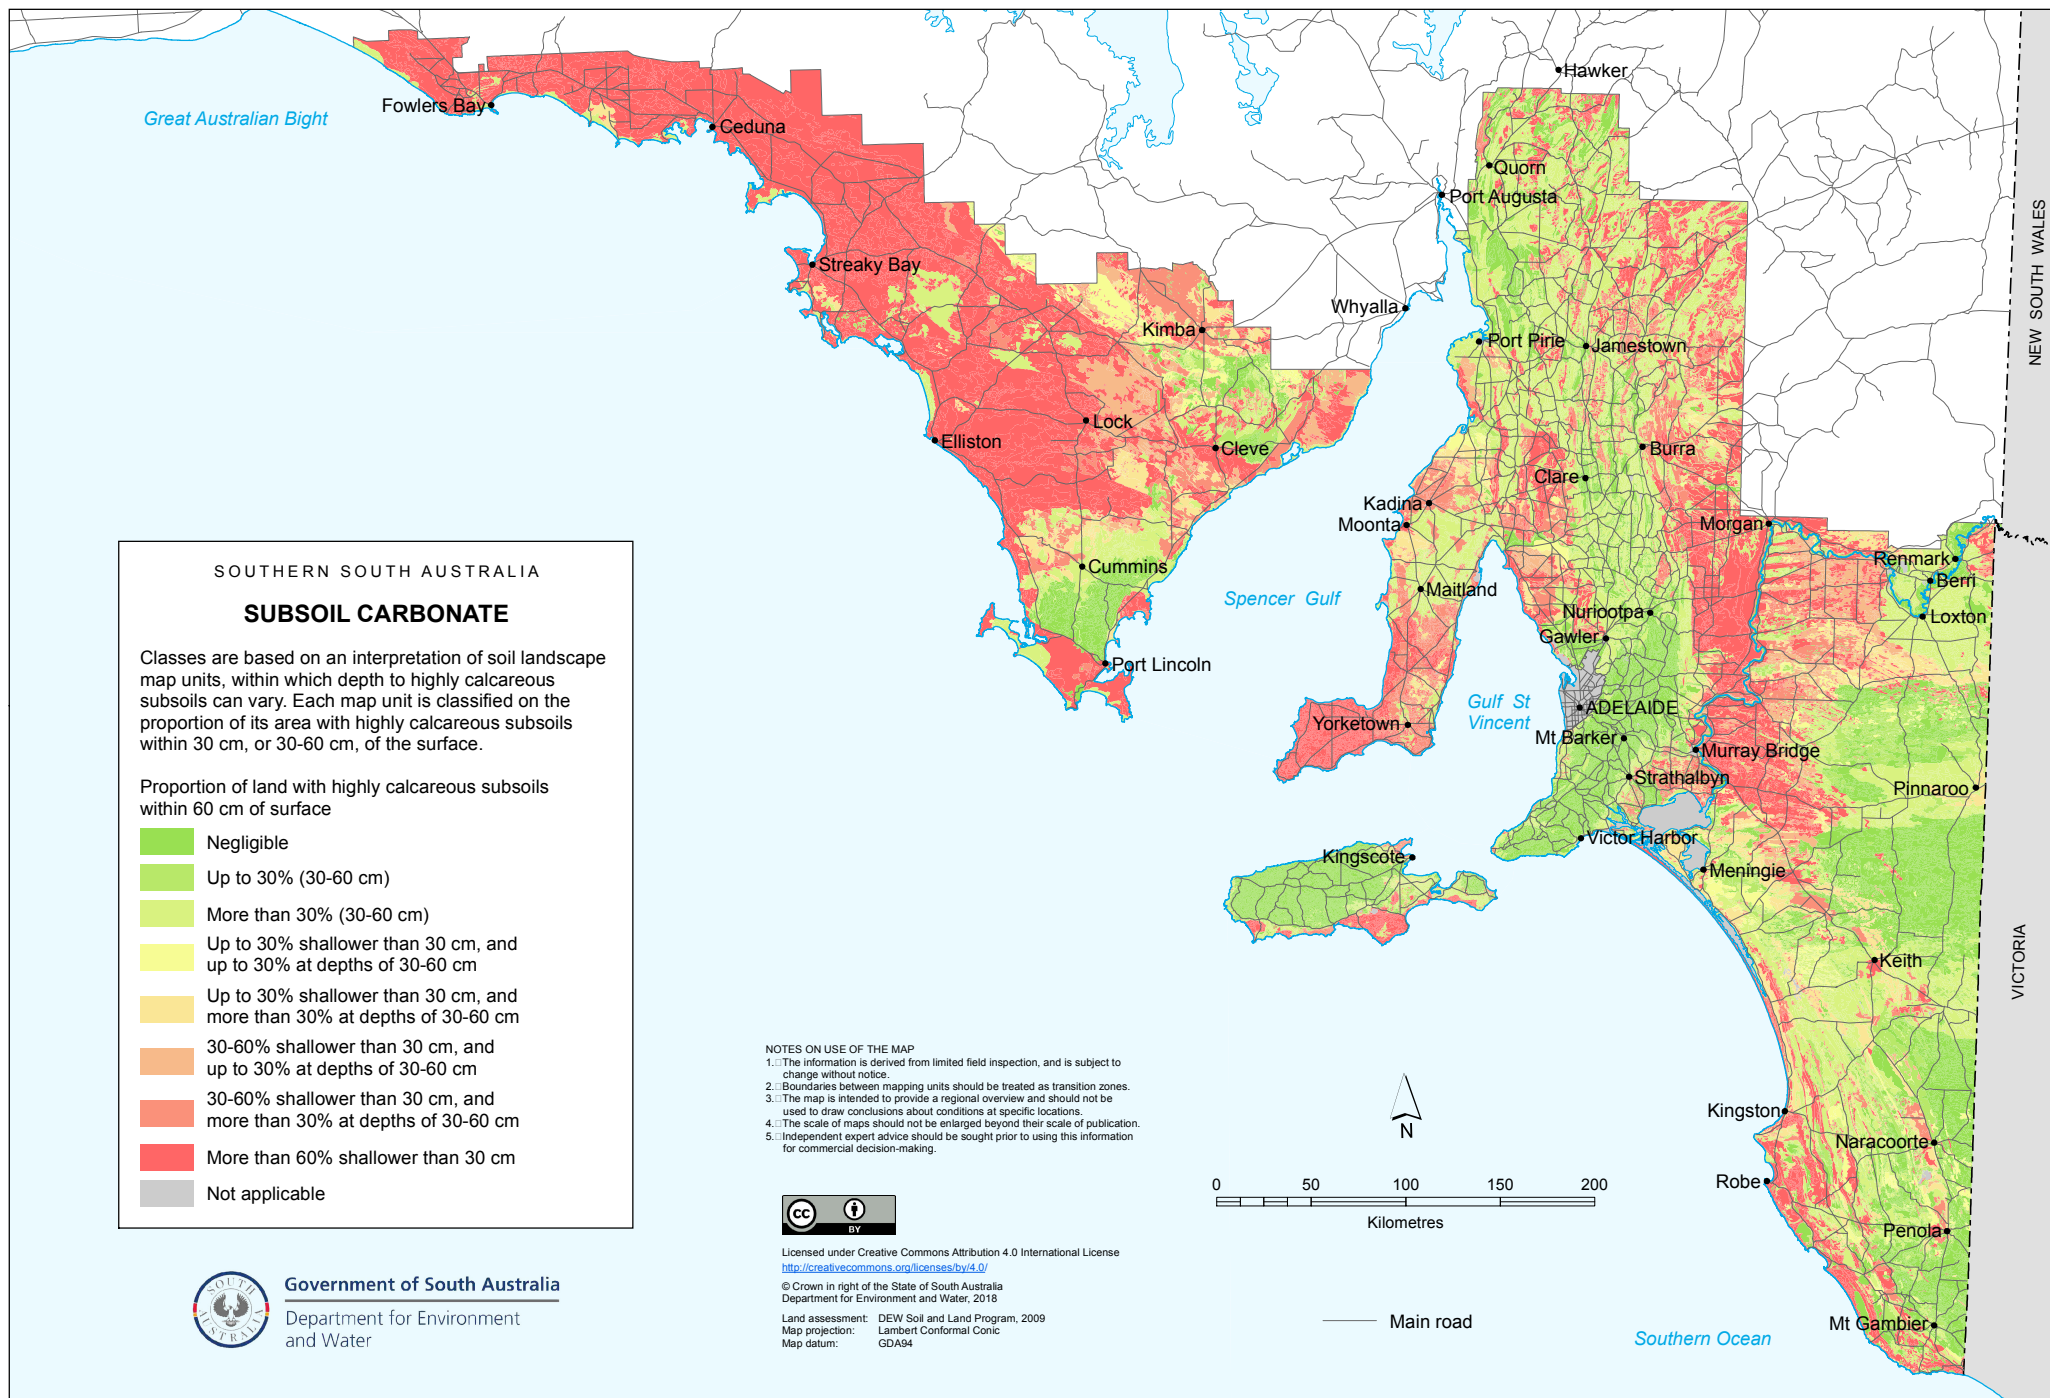 Hawker
Great Australian Bight
Fowlers Bay
Ceduna
Quorn
Port Augusta
NEW SOUTH WALES
Streaky Bay
Whyalla
Kimba
Port Pirie
Jamestown
Lock
Elliston
Cleve
Burra
Clare
Kadina
Moonta
Morgan
Renmark
Berri
Cummins
Maitland
Spencer Gulf
Nuriootpa
Loxton
Gawler
Port Lincoln
Gulf St
Vincent
ADELAIDE
Yorketown
Mt Barker
Murray Bridge
Strathalbyn
Pinnaroo
Victor Harbor
Kingscote
Meningie
Keith
VICTORIA
Kingston
Naracoorte
Robe
Penola
Mt Gambier
Southern Ocean
SOUTHERN SOUTH AUSTRALIA
SUBSOIL CARBONATE
Classes are based on an interpretation of soil landscape
map units, within which depth to highly calcareous
subsoils can vary. Each map unit is classified on the
proportion of its area with highly calcareous subsoils
within 30 cm, or 30-60 cm, of the surface.
Proportion of land with highly calcareous subsoils
within 60 cm of surface
Negligible
Up to 30% (30-60 cm)
More than 30% (30-60 cm)
Up to 30% shallower than 30 cm, and
up to 30% at depths of 30-60 cm
Up to 30% shallower than 30 cm, and
more than 30% at depths of 30-60 cm
30-60% shallower than 30 cm, and
up to 30% at depths of 30-60 cm
30-60% shallower than 30 cm, and
more than 30% at depths of 30-60 cm
More than 60% shallower than 30 cm
Not applicable
SOUTH AUSTRALIA
Government of South Australia
Department for Environment
and Water
NOTES ON USE OF THE MAP
1. The information is derived from limited field inspection, and is subject to
change without notice.
2. Boundaries between mapping units should be treated as transition zones.
3. The map is intended to provide a regional overview and should not be
used to draw conclusions about conditions at specific locations.
4. The scale of maps should not be enlarged beyond their scale of publication.
5. Independent expert advice should be sought prior to using this information
for commercial decision-making.
cc
BY
Licensed under Creative Commons Attribution 4.0 International License
http://creativecommons.org/licenses/by/4.0/
© Crown in right of the State of South Australia
Department for Environment and Water, 2018
Land assessment: DEW Soil and Land Program, 2009
Map projection: Lambert Conformal Conic
Map datum: GDA94
N
0 50 100 150 200
Kilometres
Main road